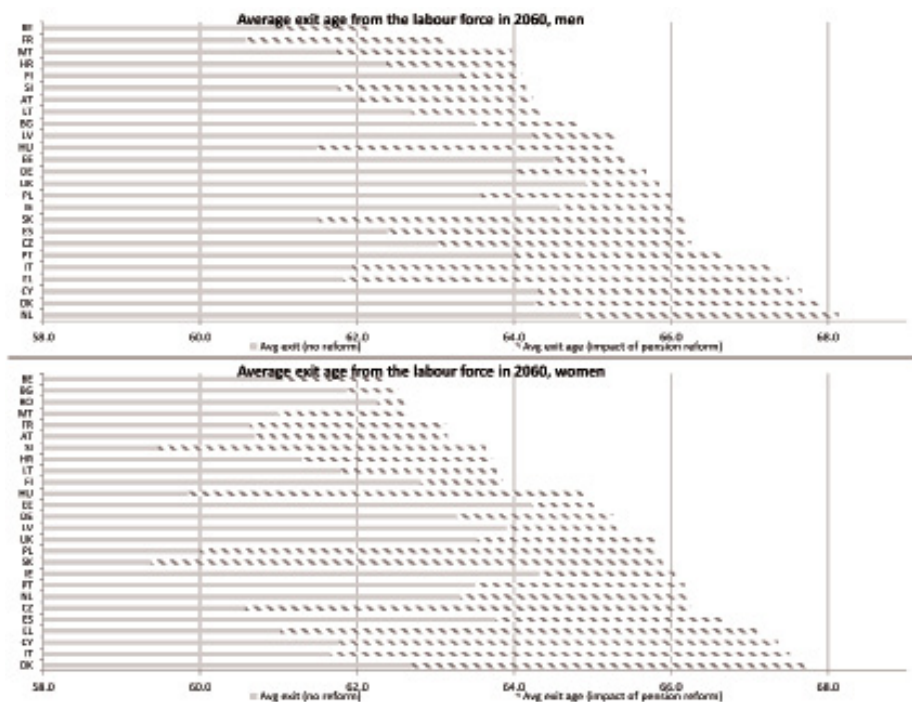 Average exit age from the labour force in 2060, men
BE
FR
MT
HR
FI
SI
AT
LT
BG
LV
HU
EE
DE
UK
PL
IE
SK
ES
CZ
PT
IT
EL
CY
DK
NL
58.0 60.0 62.0 64.0 66.0 68.0
Avg exit (no reform) Avg exit age (impact of pension reform)
Average exit age from the labour force in 2060, women
BE
BG
RO
MT
FR
AT
SI
HR
LT
FI
HU
EE
DE
LV
UK
PL
SK
IE
PT
NL
CZ
ES
EL
CY
IT
DK
58.0 60.0 62.0 64.0 66.0 68.0
Avg exit (no reform) Avg exit age (impact of pension reform)